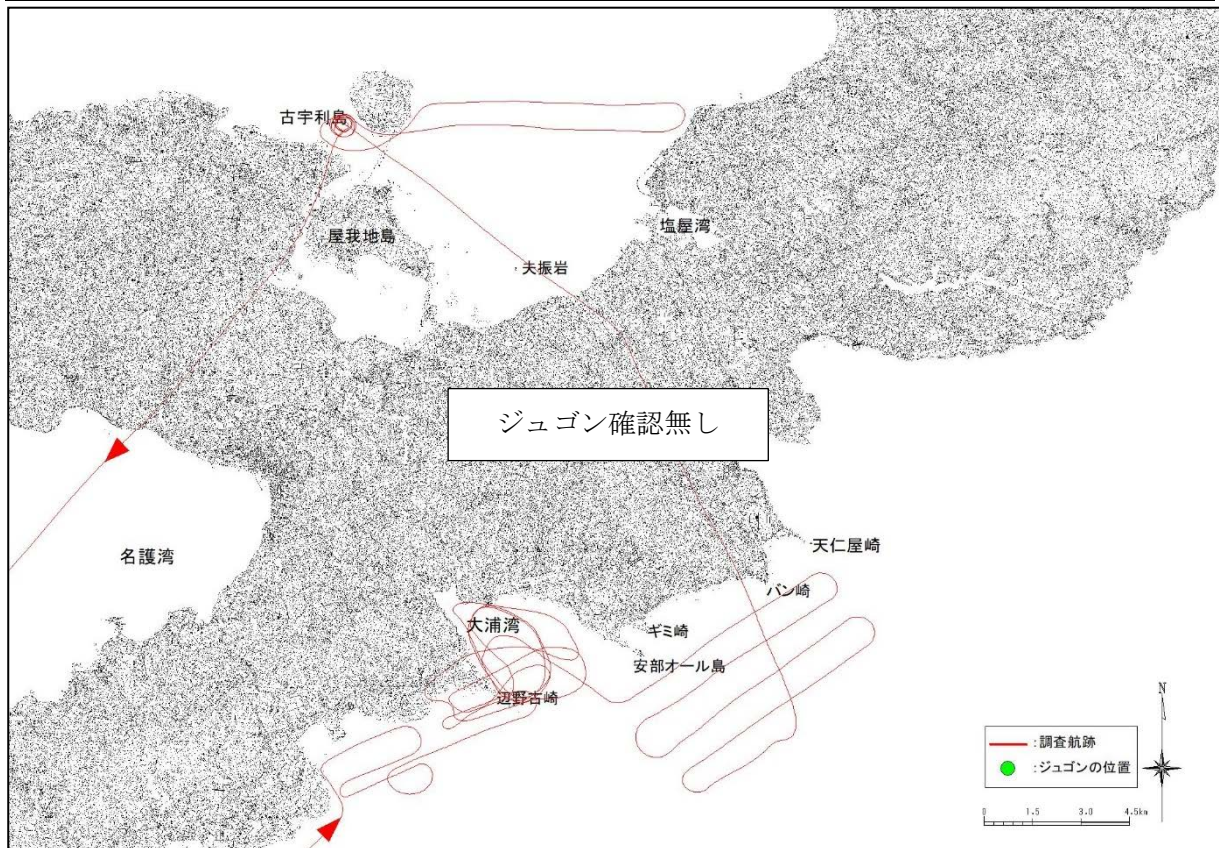 古宇利島
塩屋湾
屋我地島
夫振岩
ジュゴン確認無し
天仁屋崎
名護湾
バン崎
大浦湾
ギミ崎
安部オール島
辺野古崎
N
:調査航跡
:ジュゴンの位置
0 1.5 3.0 4.5km